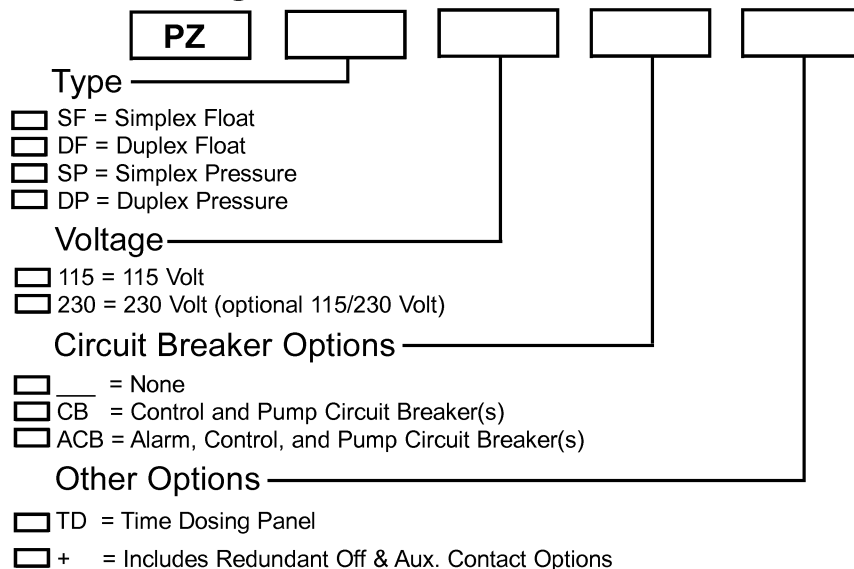 PZ
Type
SF = Simplex Float
DF = Duplex Float
SP = Simplex Pressure
DP = Duplex Pressure
Voltage
115 = 115 Volt
230 = 230 Volt (optional 115/230 Volt)
Circuit Breaker Options
___ = None
CB = Control and Pump Circuit Breaker(s)
ACB = Alarm, Control, and Pump Circuit Breaker(s)
Other Options
TD = Time Dosing Panel
+ = Includes Redundant Off & Aux. Contact Options